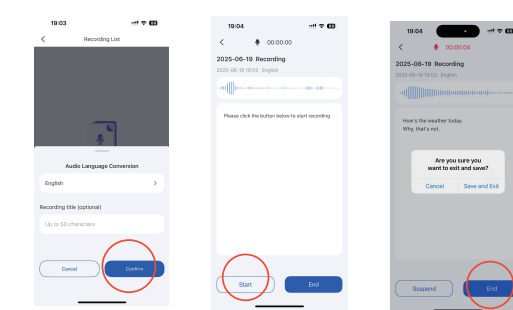 19:03
Recording List
Audio Language Conversion
English
Recording title (optional)
Up to 50 characters
Cancel
Confirm
19:04
00:00:00
2025-06-19 Recording
2025-06-19 19:03 English
Please click the button below to start recording
Start
End
19:04
00:00:04
2025-06-19 Recording
2025-06-19 19:03 English
How's the weather today.
Why, that's not.
Are you sure you
want to exit and save?
Cancel
Save and Exit
Suspend
End